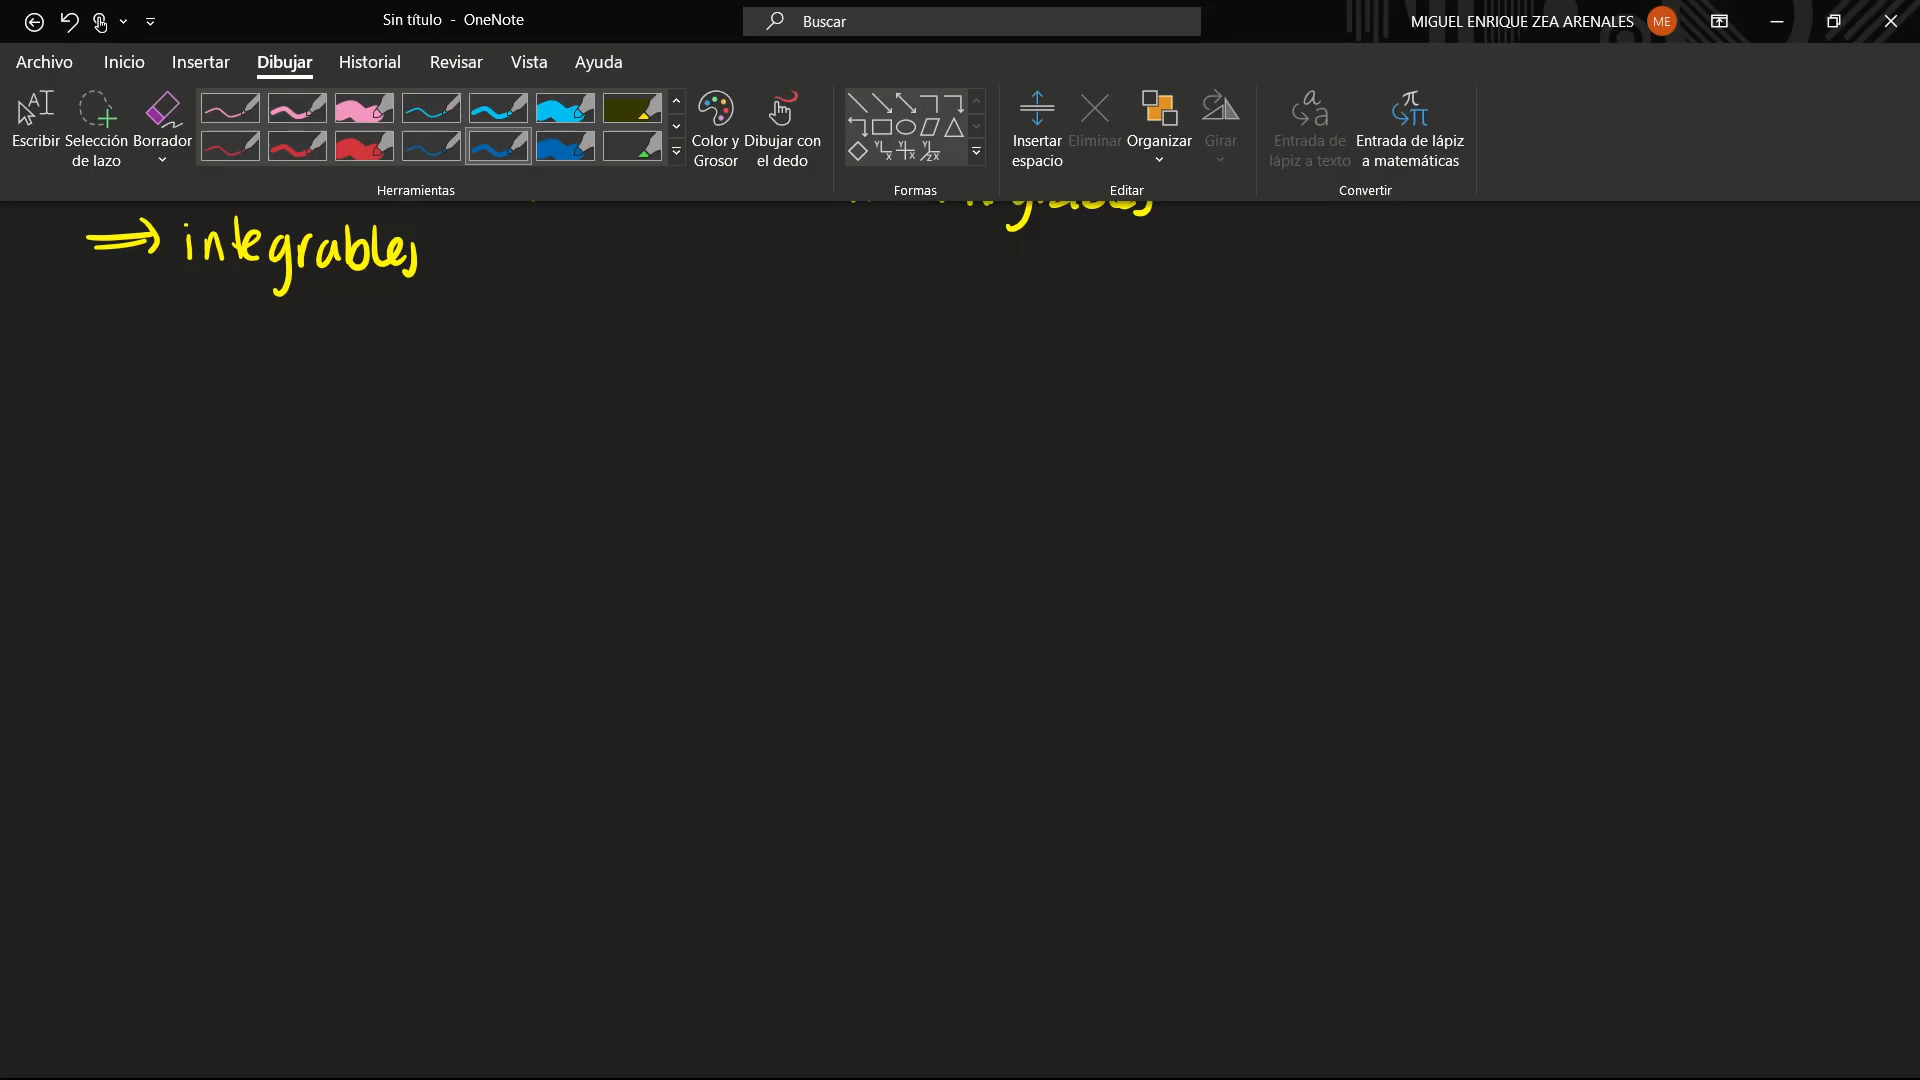 Sin título - OneNote
Buscar
MIGUEL ENRIQUE ZEA ARENALES ME
Archivo Inicio Insertar Dibujar Historial Revisar Vista Ayuda
Escribir
Selección de lazo
Borrador
Color y Grosor
Dibujar con el dedo
Herramientas
Formas
Insertar espacio
Eliminar
Organizar
Girar
Editar
Entrada de lápiz a texto
Entrada de lápiz a matemáticas
Convertir
⟹ integrables